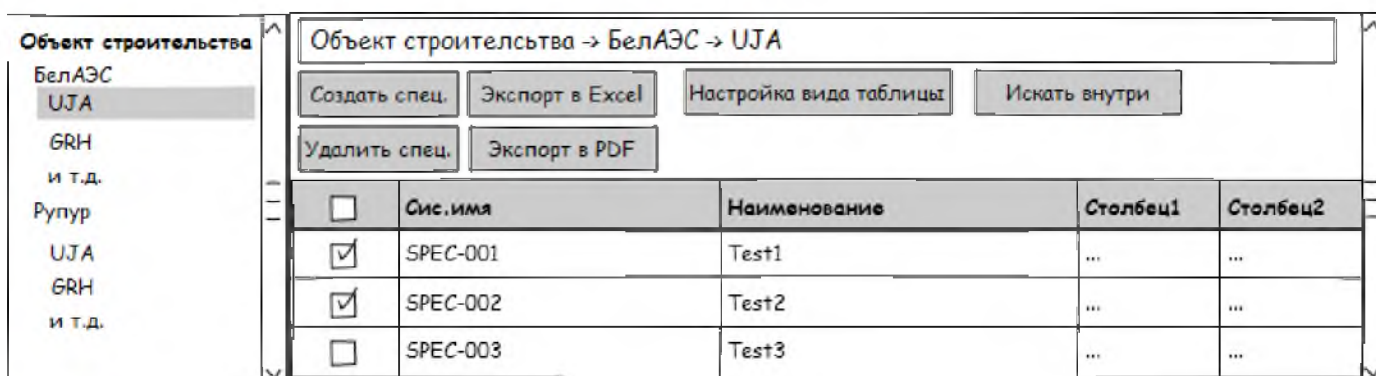 Объект строительства
БелАЭС
UJA
GRH
и т.д.
Рупур
UJA
GRH
и т.д.
Объект строителсьтва → БелАЭС → UJA
Создать спец. Экспорт в Excel Настройка вида таблицы Искать внутри
Удалить спец. Экспорт в PDF
Сис.имя Наименование Столбец1 Столбец2
SPEC-001 Test1 ... ...
SPEC-002 Test2 ... ...
SPEC-003 Test3 ... ...